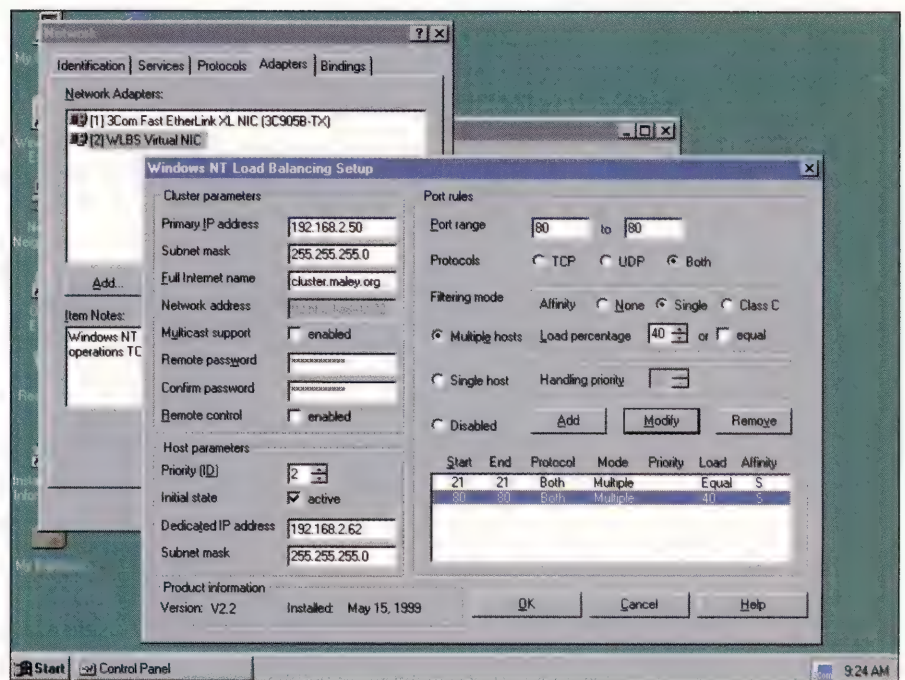 Network
Identification Services Protocols Adapters Bindings
Network Adapters:
[1] 3Com Fast EtherLink XL NIC (3C905B-TX)
[2] WLBS Virtual NIC
Add...
Item Notes:
Windows NT
operations TC
Windows NT Load Balancing Setup
Cluster parameters
Primary IP address 192.168.2.50
Subnet mask 255.255.255.0
Full Internet name cluster.maley.org
Network address
Multicast support enabled
Remote password ***********
Confirm password ***********
Remote control enabled
Host parameters
Priority (ID) 2
Initial state active
Dedicated IP address 192.168.2.62
Subnet mask 255.255.255.0
Product information
Version: V2.2 Installed: May 15, 1999
Port rules
Port range 80 to 80
Protocols TCP UDP Both
Filtering mode Affinity None Single Class C
Multiple hosts Load percentage 40 or equal
Single host Handling priority
Disabled Add Modify Remove
Start End Protocol Mode Priority Load Affinity
21 21 Both Multiple Equal S
80 80 Both Multiple 40 S
OK Cancel Help
Start Control Panel 9:24 AM